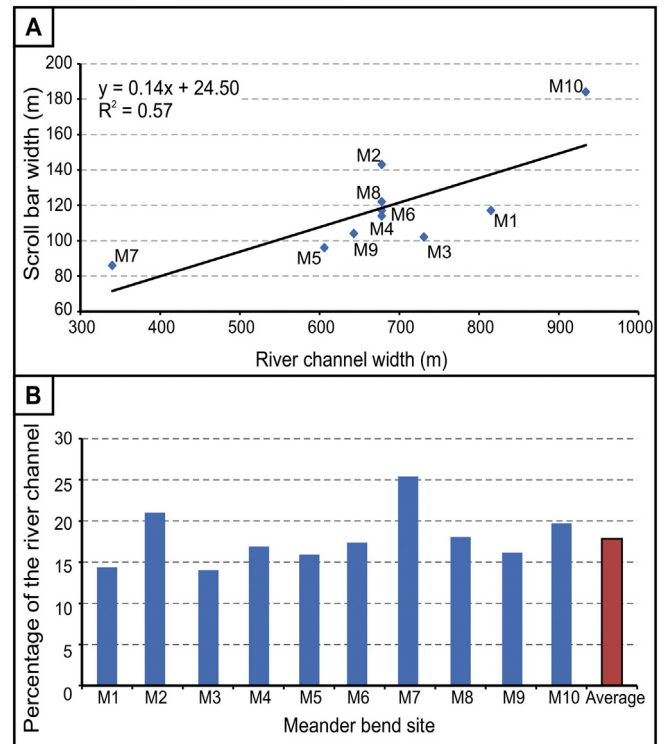 A
Scroll bar width (m)
200
180
160
140
120
100
80
60
y = 0.14x + 24.50
R² = 0.57
M10
M2
M8
M6
M4
M1
M9
M3
M5
M7
300 400 500 600 700 800 900 1000
River channel width (m)
B
Percentage of the river channel
30
25
20
15
10
5
0
M1 M2 M3 M4 M5 M6 M7 M8 M9 M10 Average
Meander bend site